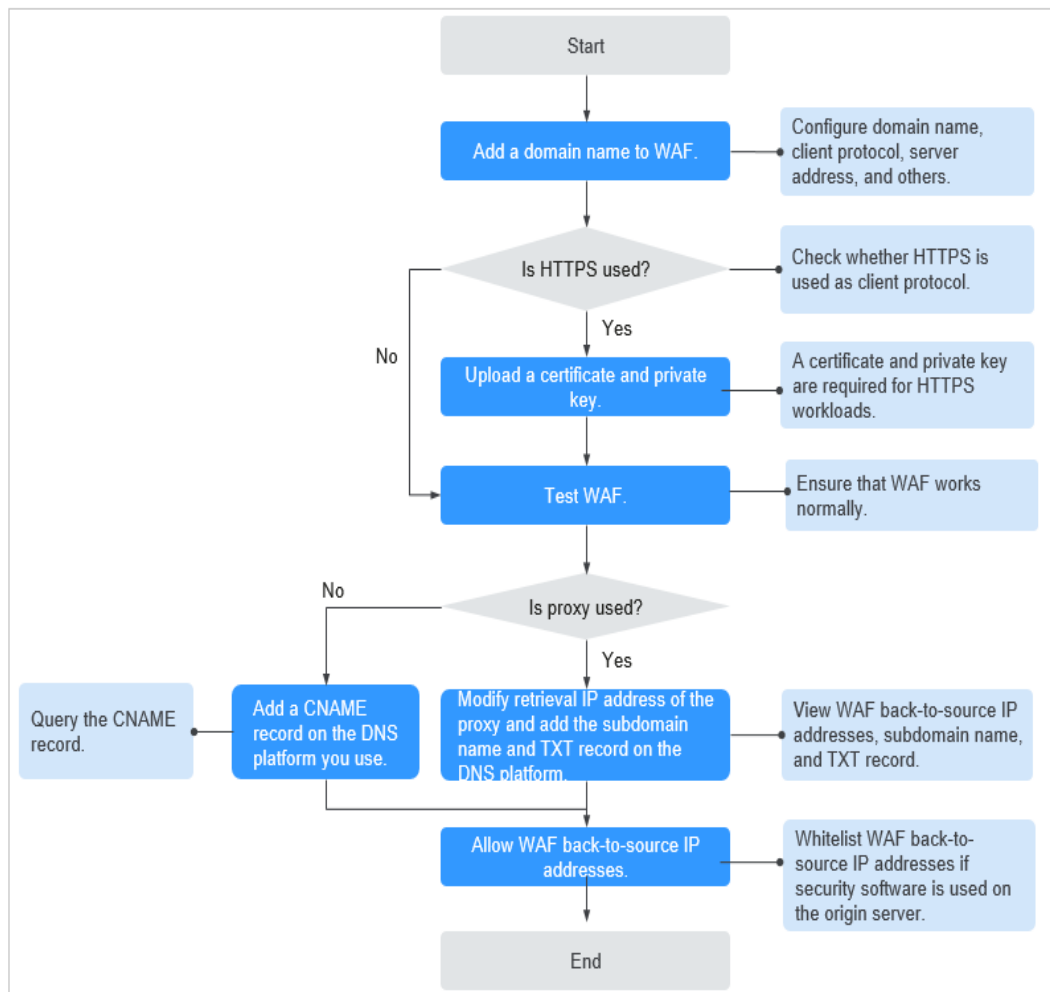 Start
Add a domain name to WAF.
Configure domain name,
client protocol, server
address, and others.
Is HTTPS used?
Check whether HTTPS is
used as client protocol.
Yes
No
Upload a certificate and private
key.
A certificate and private key
are required for HTTPS
workloads.
Test WAF.
Ensure that WAF works
normally.
No
Is proxy used?
Yes
Query the CNAME
record.
Add a CNAME
record on the DNS
platform you use.
Modify retrieval IP address of the
proxy and add the subdomain
name and TXT record on the
DNS platform.
View WAF back-to-source IP
addresses, subdomain name,
and TXT record.
Allow WAF back-to-source IP
addresses.
Whitelist WAF back-to-
source IP addresses if
security software is used on
the origin server.
End